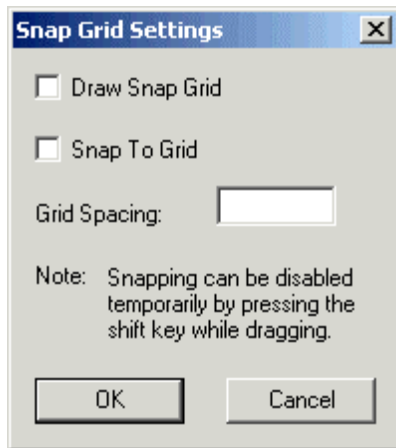 Snap Grid Settings
Draw Snap Grid
Snap To Grid
Grid Spacing:
Note: Snapping can be disabled
temporarily by pressing the
shift key while dragging.
OK Cancel